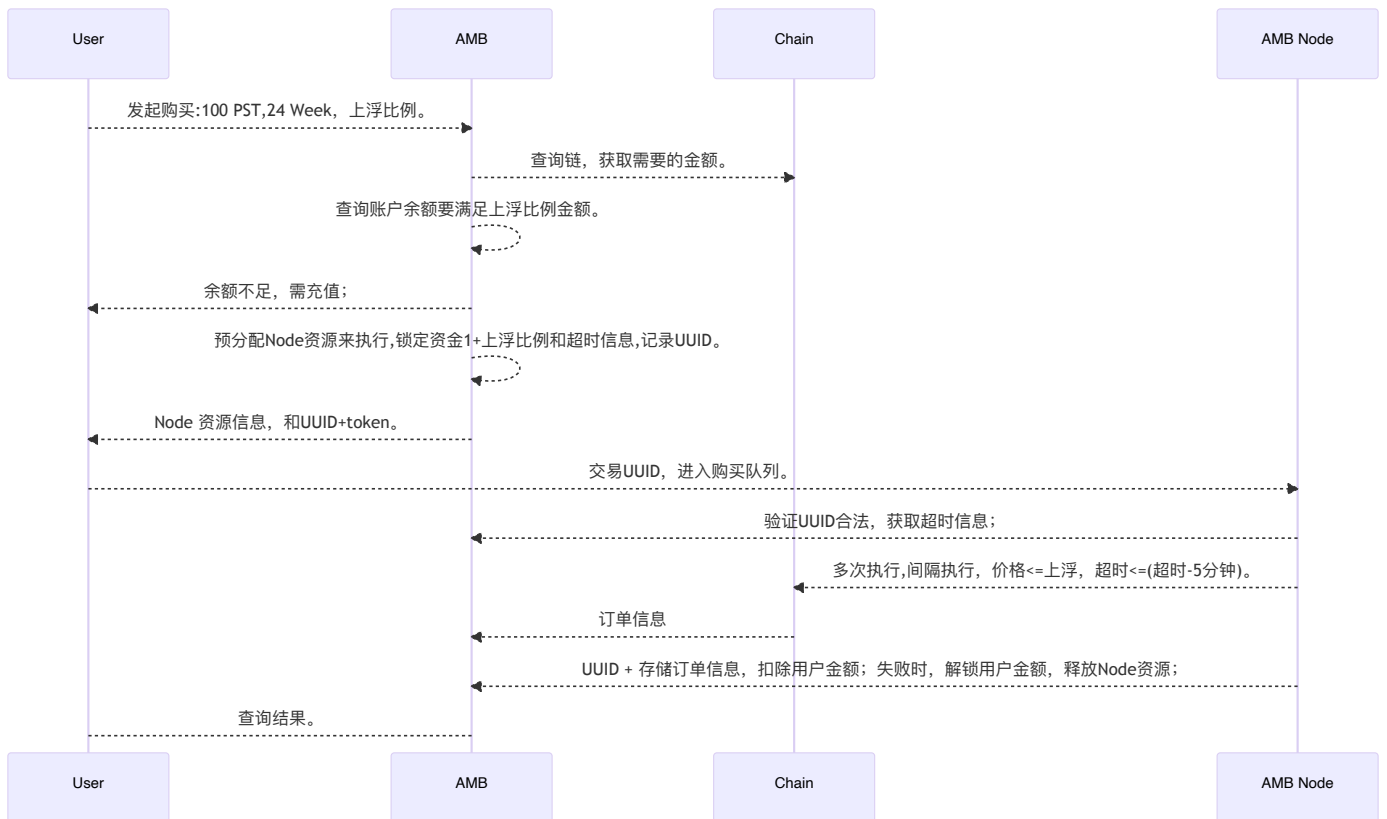 User
AMB
Chain
AMB Node
发起购买:100 PST,24 Week，上浮比例。
查询链，获取需要的金额。
查询账户余额要满足上浮比例金额。
余额不足，需充值；
预分配Node资源来执行,锁定资金1+上浮比例和超时信息,记录UUID。
Node 资源信息，和UUID+token。
交易UUID，进入购买队列。
验证UUID合法，获取超时信息；
多次执行,间隔执行，价格<=上浮，超时<=(超时-5分钟)。
订单信息
UUID + 存储订单信息，扣除用户金额；失败时，解锁用户金额，释放Node资源；
查询结果。
User
AMB
Chain
AMB Node